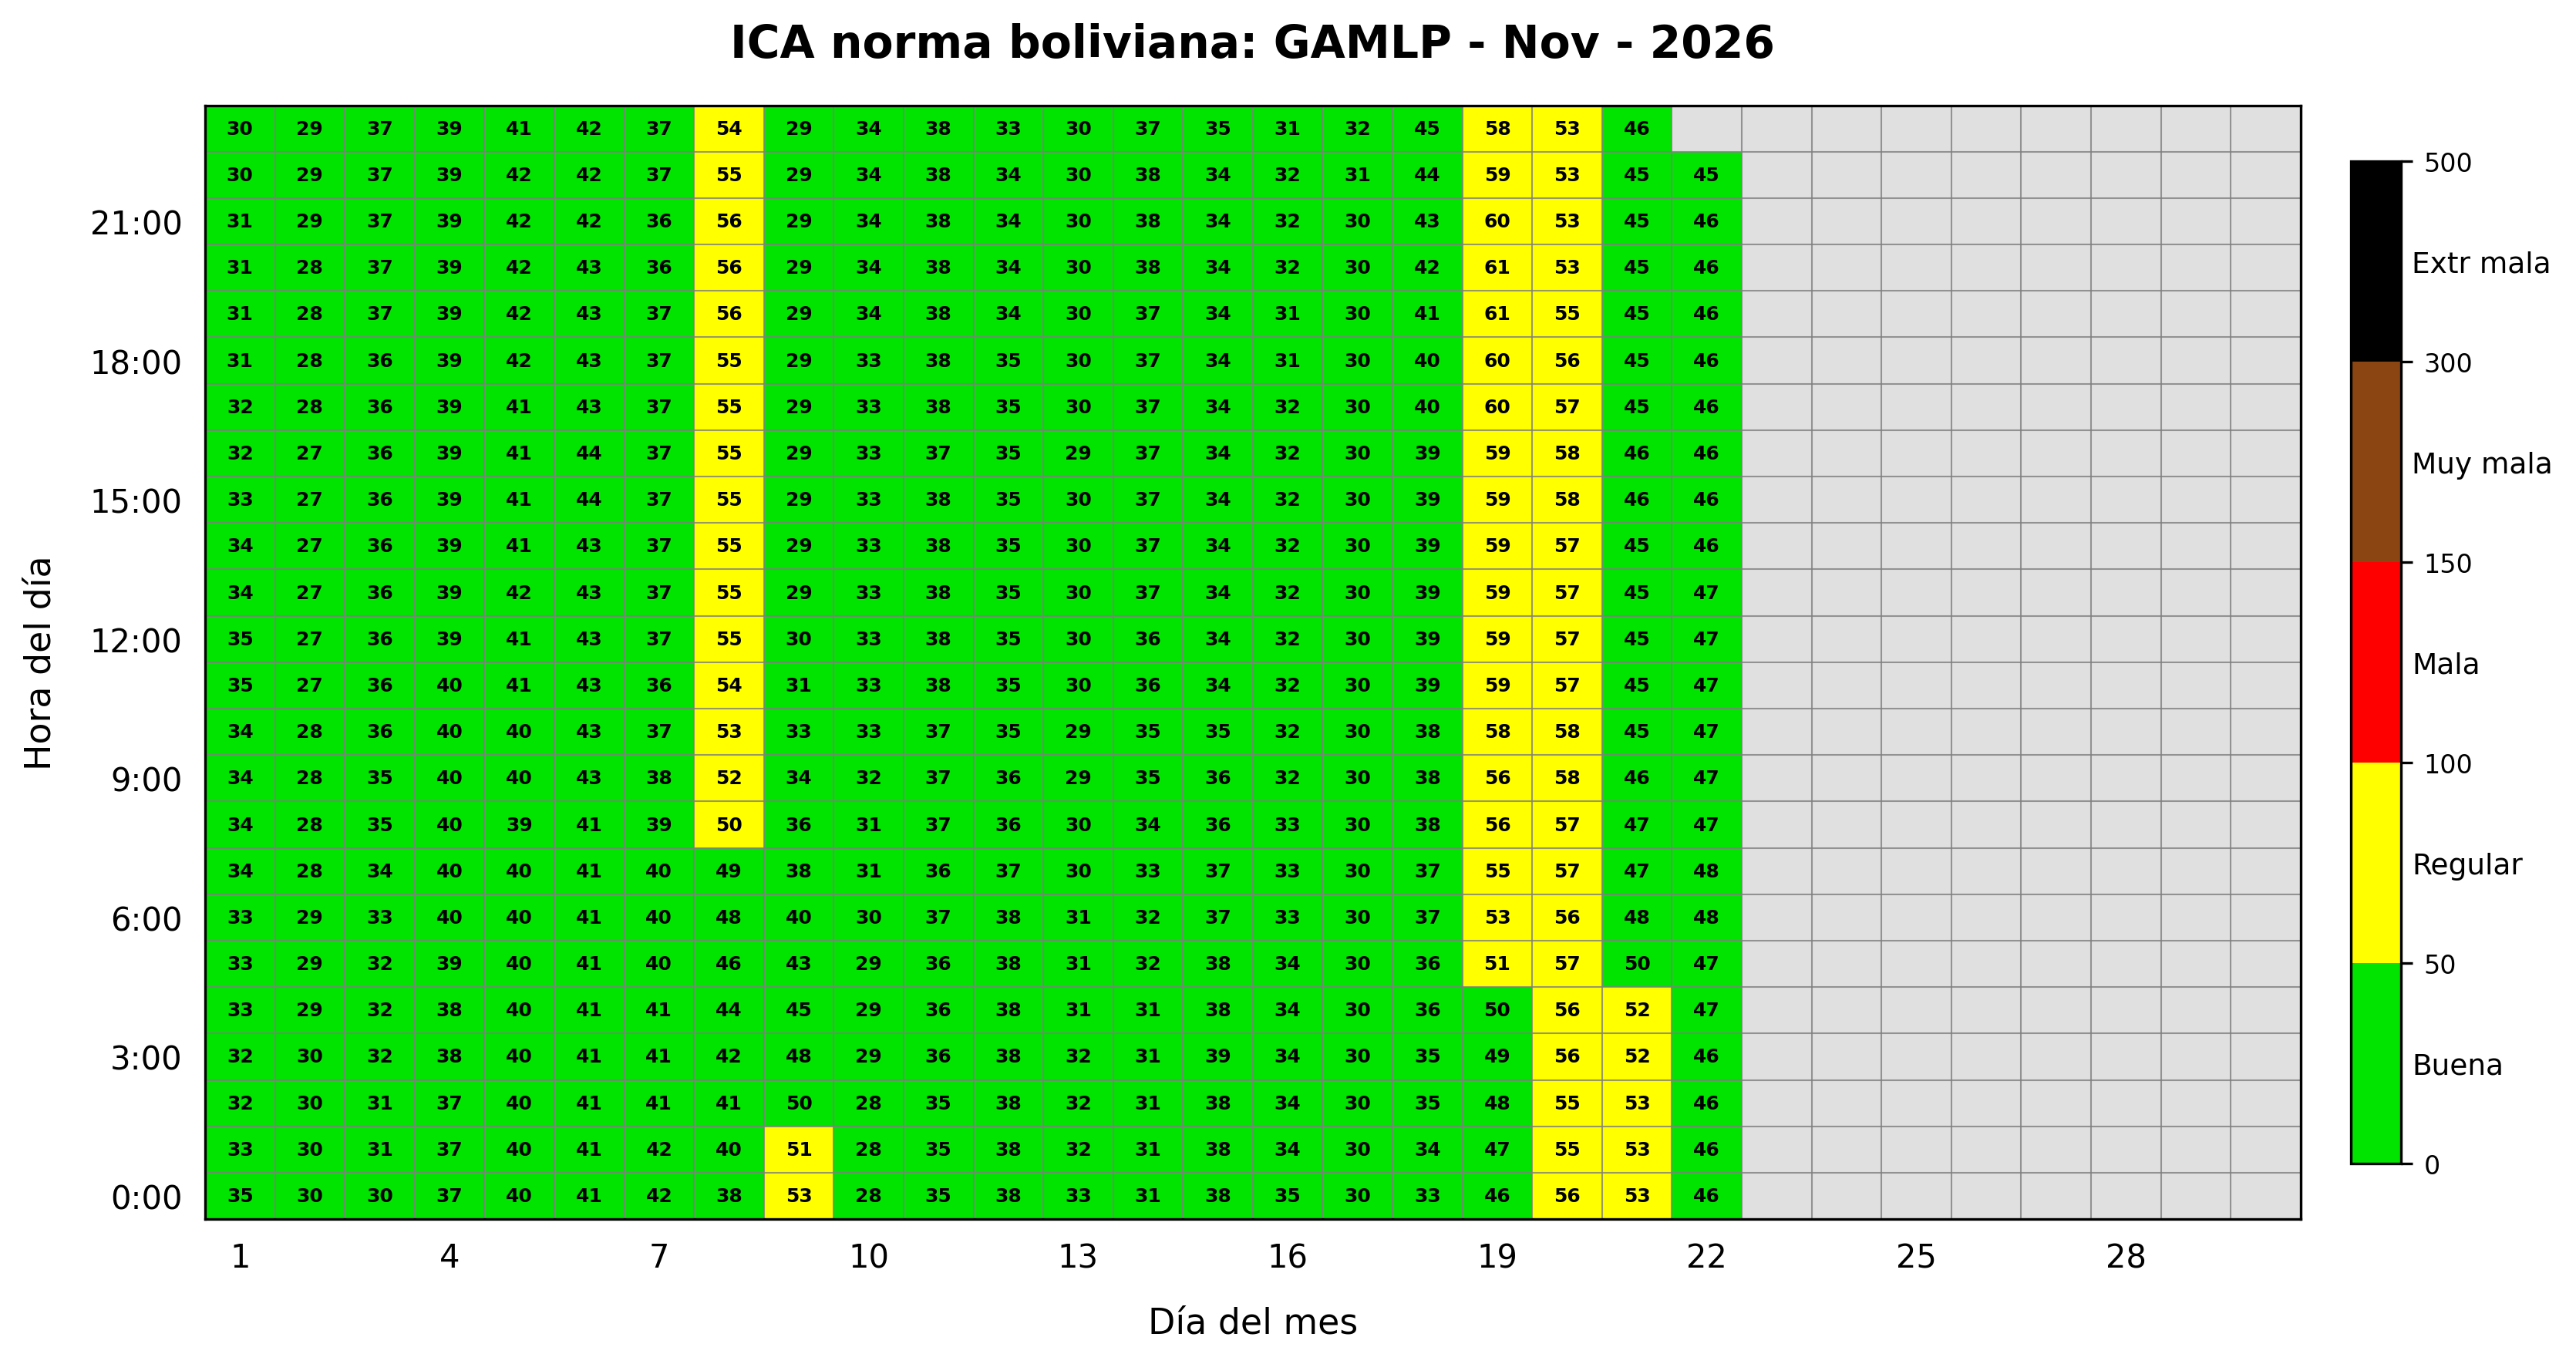 ICA norma boliviana: GAMLP - Nov - 2026
30 29 37 39 41 42 37 54 29 34 38 33 30 37 35 31 32 45 58 53 46
30 29 37 39 42 42 37 55 29 34 38 34 30 38 34 32 31 44 59 53 45 45
21:00 31 29 37 39 42 42 36 56 29 34 38 34 30 38 34 32 30 43 60 53 45 46
31 28 37 39 42 43 36 56 29 34 38 34 30 38 34 32 30 42 61 53 45 46
31 28 37 39 42 43 37 56 29 34 38 34 30 37 34 31 30 41 61 55 45 46
18:00 31 28 36 39 42 43 37 55 29 33 38 35 30 37 34 31 30 40 60 56 45 46
32 28 36 39 41 43 37 55 29 33 38 35 30 37 34 32 30 40 60 57 45 46
32 27 36 39 41 44 37 55 29 33 37 35 29 37 34 32 30 39 59 58 46 46
15:00 33 27 36 39 41 44 37 55 29 33 38 35 30 37 34 32 30 39 59 58 46 46
34 27 36 39 41 43 37 55 29 33 38 35 30 37 34 32 30 39 59 57 45 46
34 27 36 39 42 43 37 55 29 33 38 35 30 37 34 32 30 39 59 57 45 47
12:00 35 27 36 39 41 43 37 55 30 33 38 35 30 36 34 32 30 39 59 57 45 47
35 27 36 40 41 43 36 54 31 33 38 35 30 36 34 32 30 39 59 57 45 47
34 28 36 40 40 43 37 53 33 33 37 35 29 35 35 32 30 38 58 58 45 47
9:00 34 28 35 40 40 43 38 52 34 32 37 36 29 35 36 32 30 38 56 58 46 47
34 28 35 40 39 41 39 50 36 31 37 36 30 34 36 33 30 38 56 57 47 47
34 28 34 40 40 41 40 49 38 31 36 37 30 33 37 33 30 37 55 57 47 48
6:00 33 29 33 40 40 41 40 48 40 30 37 38 31 32 37 33 30 37 53 56 48 48
33 29 32 39 40 41 40 46 43 29 36 38 31 32 38 34 30 36 51 57 50 47
33 29 32 38 40 41 41 44 45 29 36 38 31 31 38 34 30 36 50 56 52 47
3:00 32 30 32 38 40 41 41 42 48 29 36 38 32 31 39 34 30 35 49 56 52 46
32 30 31 37 40 41 41 41 50 28 35 38 32 31 38 34 30 35 48 55 53 46
33 30 31 37 40 41 42 40 51 28 35 38 32 31 38 34 30 34 47 55 53 46
0:00 35 30 30 37 40 41 42 38 53 28 35 38 33 31 38 35 30 33 46 56 53 46
1 4 7 10 13 16 19 22 25 28
Día del mes
Hora del día
500
Extr mala
300
Muy mala
150
Mala
100
Regular
50
Buena
0